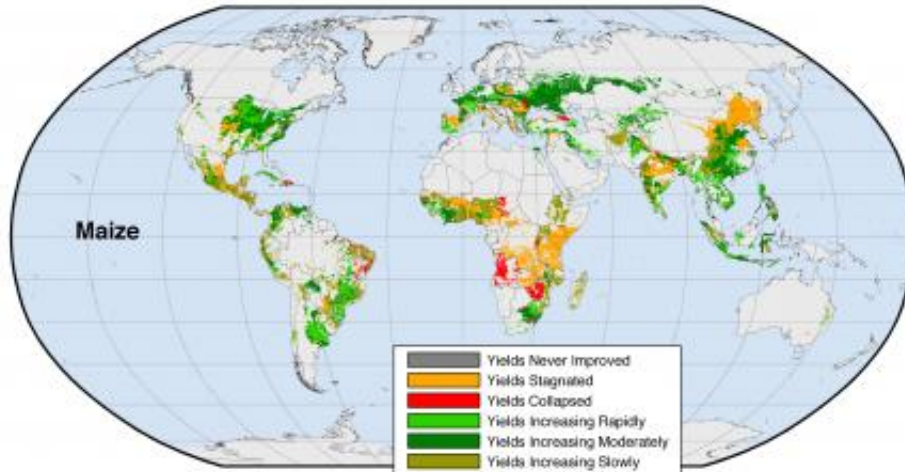 Maize
Yields Never Improved
Yields Stagnated
Yields Collapsed
Yields Increasing Rapidly
Yields Increasing Moderately
Yields Increasing Slowly